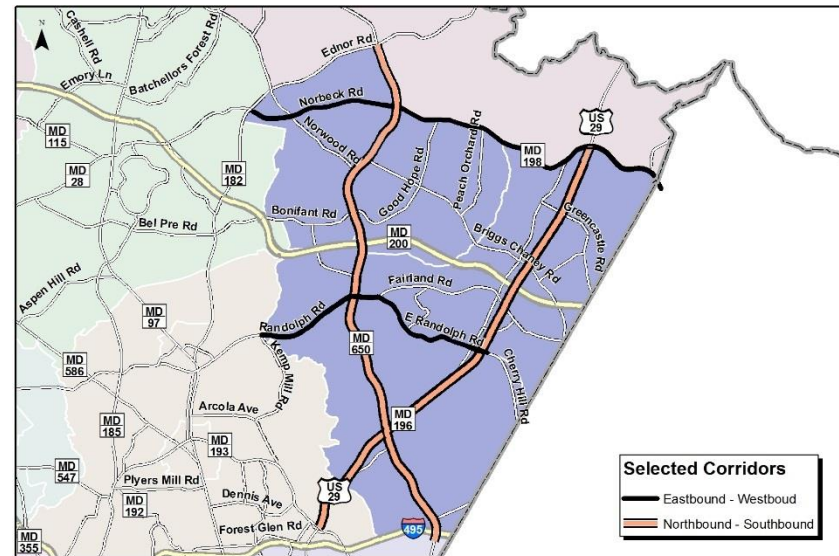 N
Cashell Rd
Batchellors Forest Rd
Ednor Rd
Emory Ln
Norbeck Rd
US
29
MD
115
Norwood Rd
Good Hope Rd
Peach Orchard Rd
MD
198
MD
28
MD
182
Bel Pre Rd
Bonifant Rd
MD
200
Briggs Chaney Rd
Greencastle Rd
Aspen Hill Rd
Fairland Rd
MD
97
Randolph Rd
E Randolph Rd
MD
650
Kemp Mill Rd
MD
586
Cherry Hill Rd
Arcola Ave
MD
196
MD
185
MD
193
MD
547
Plyers Mill Rd
MD
192
Dennis Ave
US
29
Forest Glen Rd
495
MD
355
Selected Corridors
Eastbound - Westboud
Northbound - Southbound